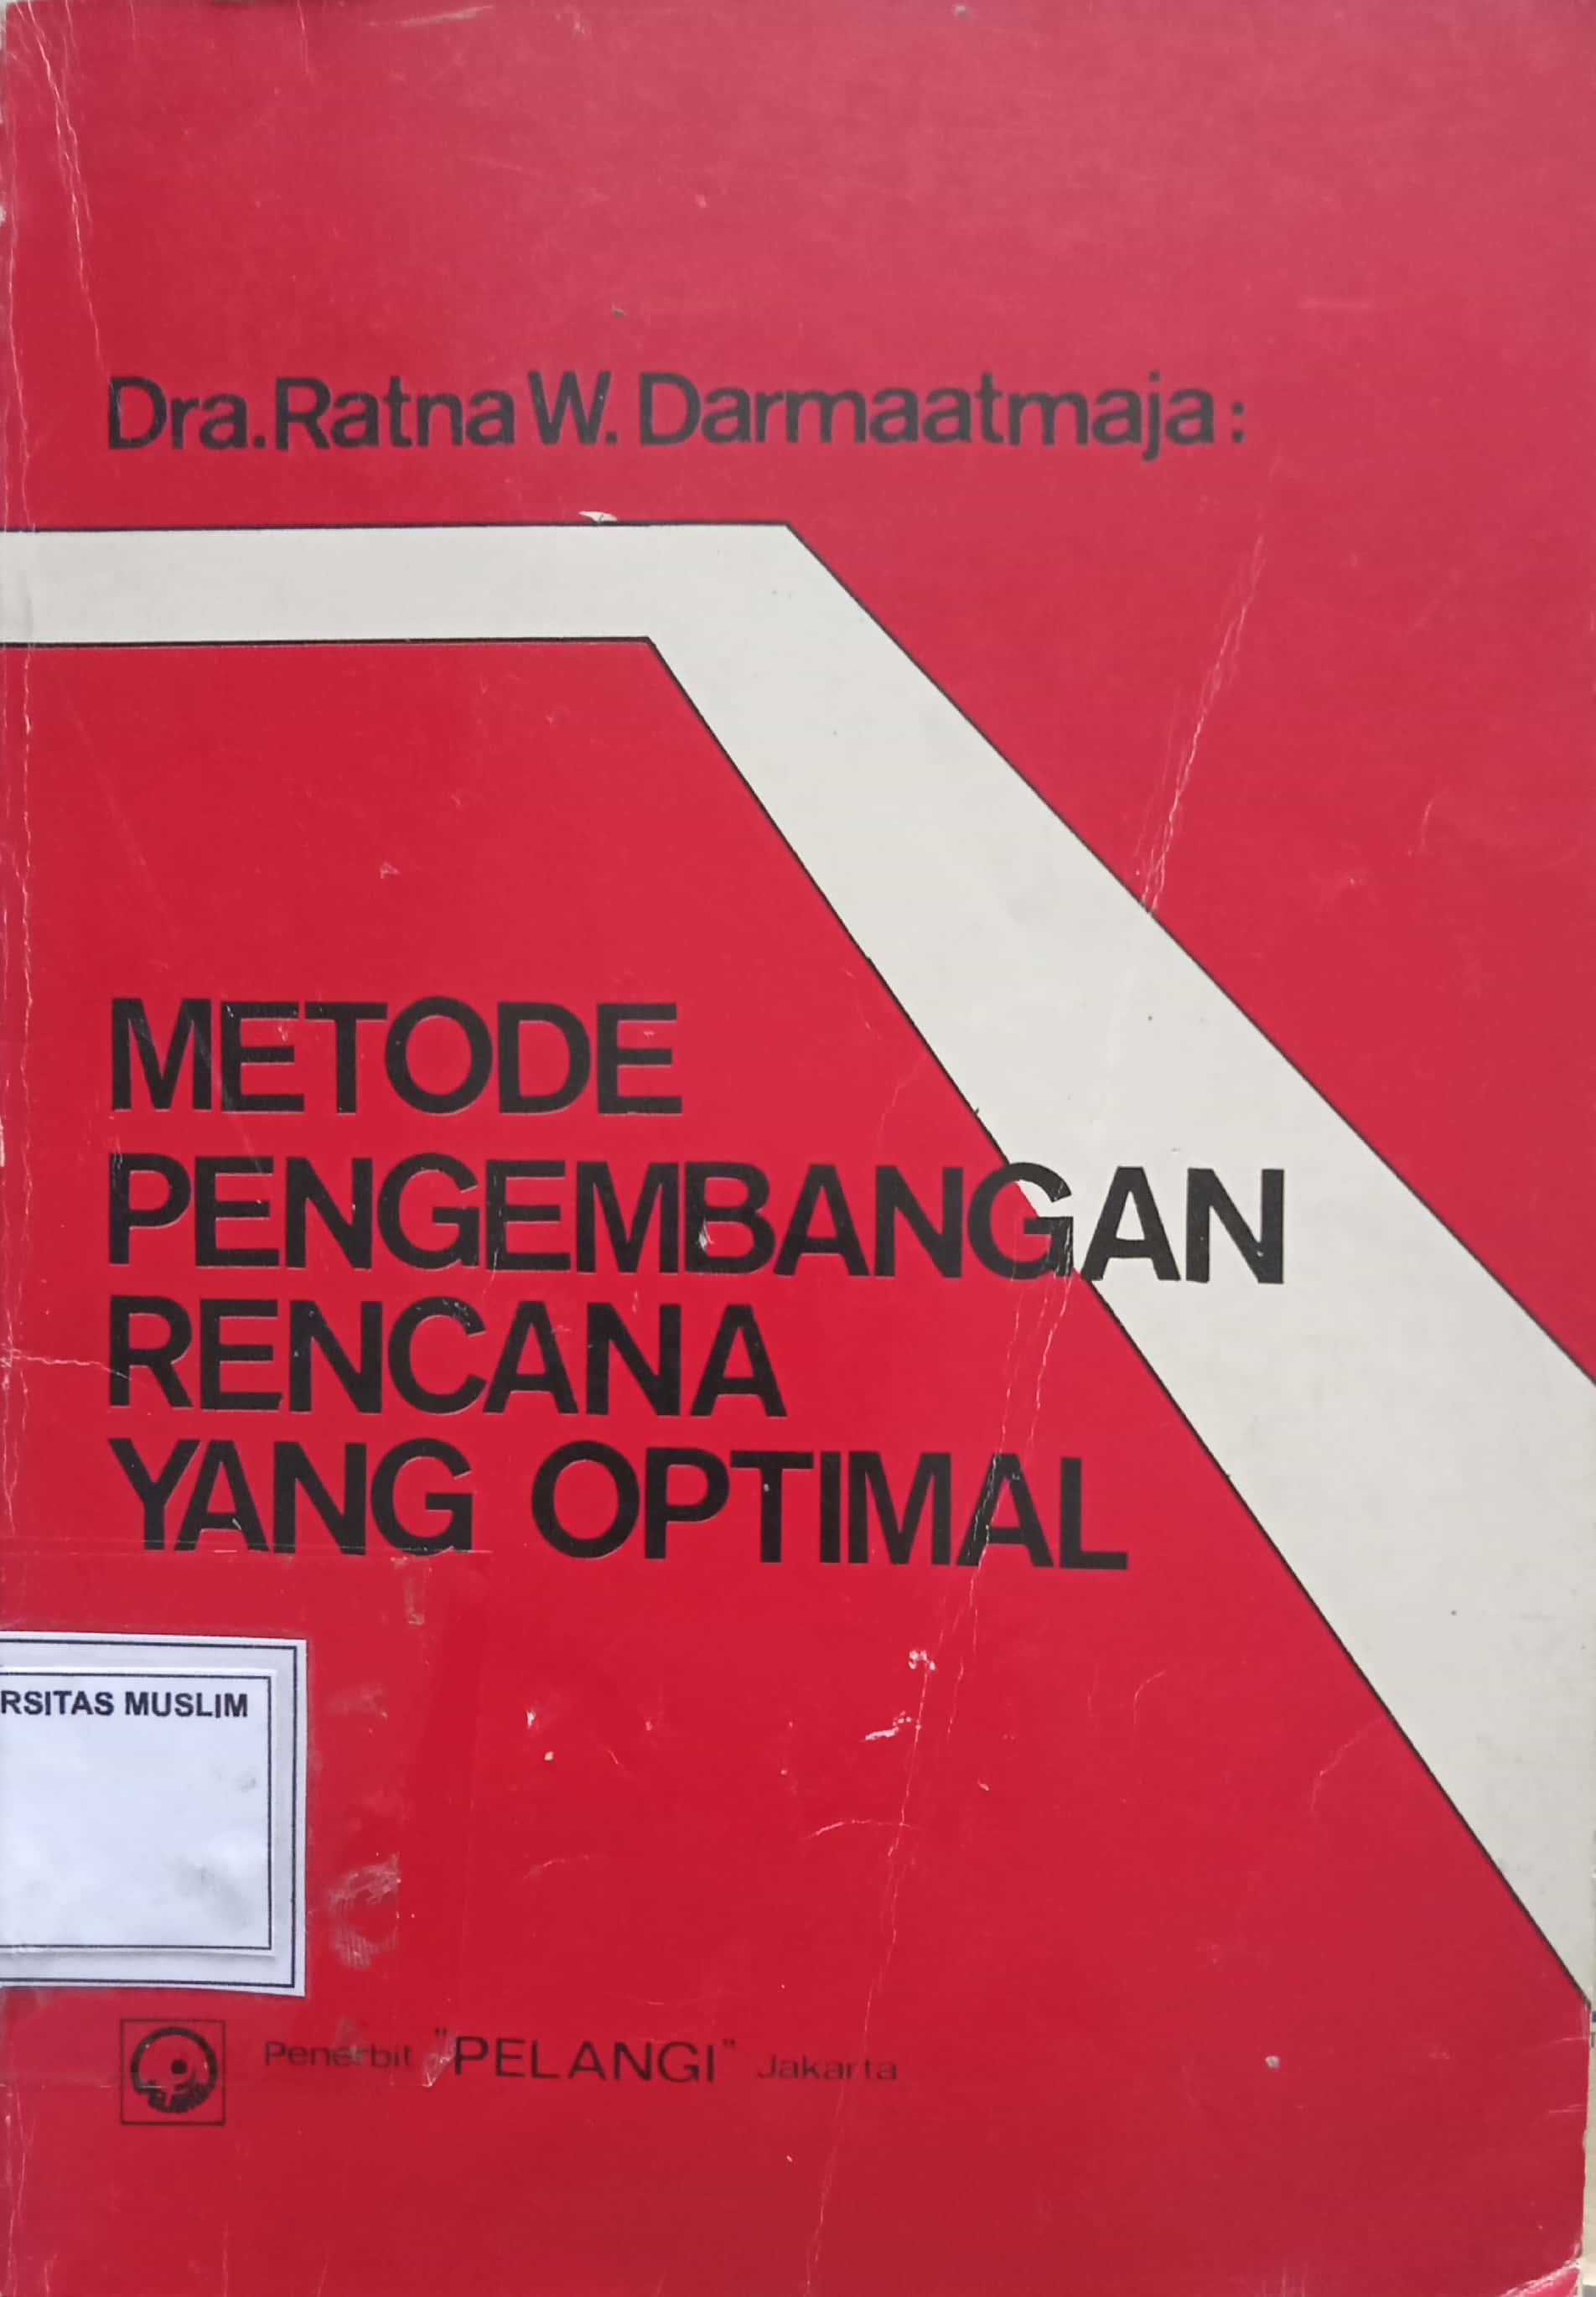 Dra. Ratna W. Darmaatmaja:
METODE
PENGEMBANGAN
RENCANA
YANG OPTIMAL
RSITAS MUSLIM
Penerbit "PELANGI" Jakarta